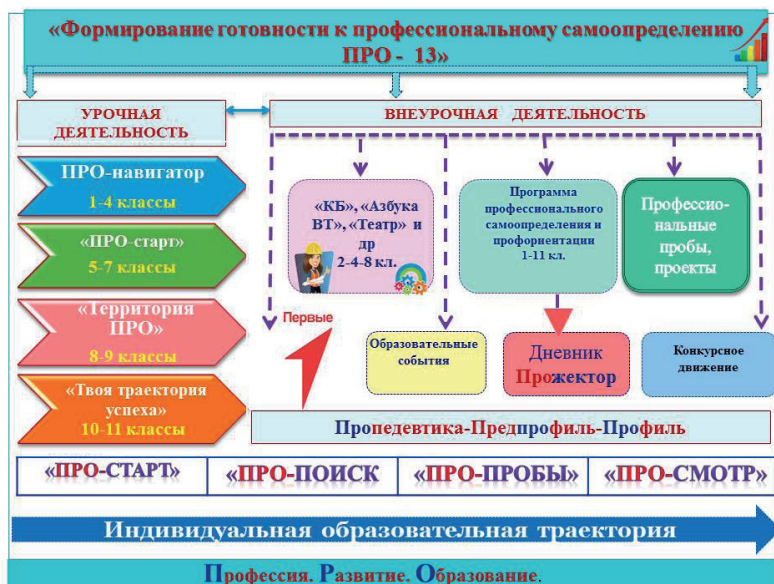 «Формирование готовности к профессиональному самоопределению
ПРО - 13»
УРОЧНАЯ
ДЕЯТЕЛЬНОСТЬ
ВНЕУРОЧНАЯ ДЕЯТЕЛЬНОСТЬ
ПРО-навигатор
1-4 классы
«ПРО-старт»
5-7 классы
«Территория
ПРО»
8-9 классы
«Твоя траектория
успеха»
10-11 классы
«КБ», «Азбука
ВТ», «Театр» и
др
2-4-8 кл.
Программа
профессионального
самоопределения и
профориентации
1-11 кл.
Профессио-
нальные
пробы,
проекты
Первые
Образовательные
события
Дневник
Прожектор
Конкурсное
движение
Пропедевтика-Предпрофиль-Профиль
«ПРО-СТАРТ»
«ПРО-ПОИСК
«ПРО-ПРОБЫ»
«ПРО-СМОТР»
Индивидуальная образовательная траектория
Профессия. Развитие. Образование.